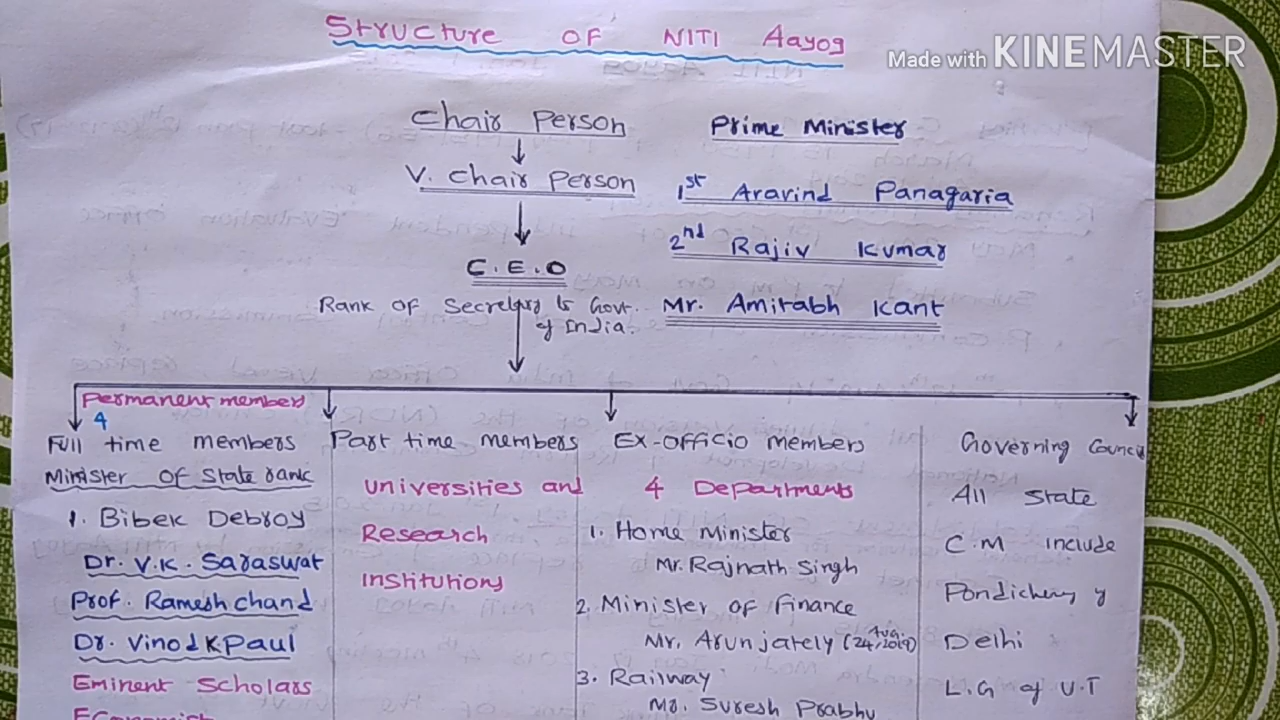 Structure OF NITI Aayog
Made with KINEMASTER
Chair Person Prime Minister
V. Chair Person 1st Aravind Panagaria
2nd Rajiv Kumar
C.E.O
Rank of Secretary to Govt. of India. Mr. Amitabh Kant
Permanent members
4
Full time members
Minister of State rank
1. Bibek Debroy
Dr. V.K. Saraswat
Prof. Ramesh chand
Dr. Vinod K Paul
Eminent Scholars
Economist
Part time members
Universities and
Research
institutions
Ex-officio members
4 Departments
1. Home Minister
Mr. Rajnath Singh
2. Minister of Finance
Mr. Arun jately (Aug. 24, 2019)
3. Railway
Mr. Suresh Prabhu
Governing Council
All State
C.M include
Pondicherry
Delhi
L.G of U.T